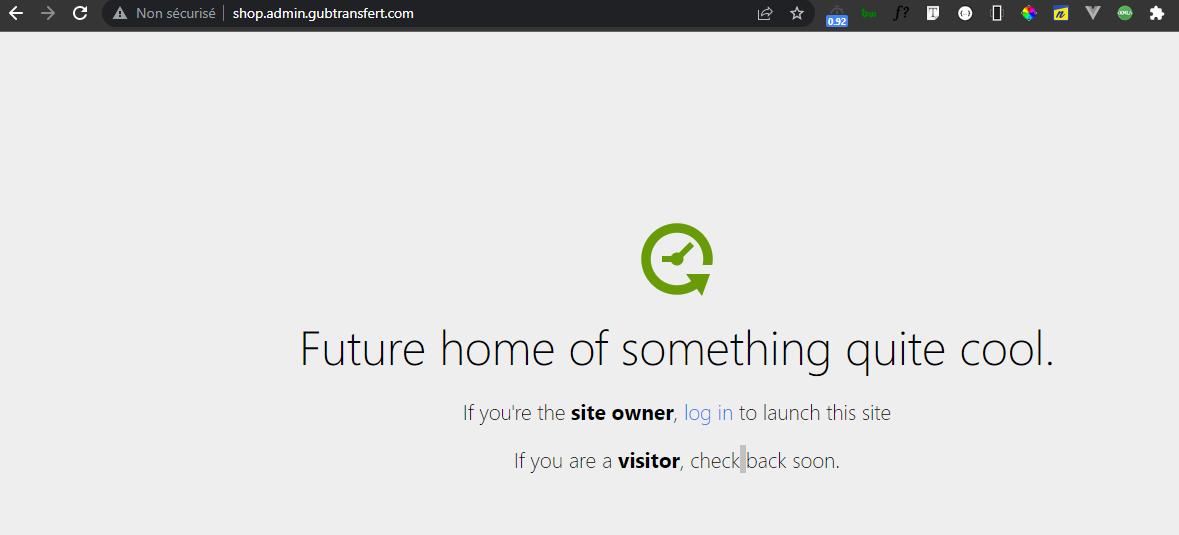 Non sécurisé shop.admin.gubtransfert.com
0.92
Future home of something quite cool.
If you're the site owner, log in to launch this site
If you are a visitor, check back soon.